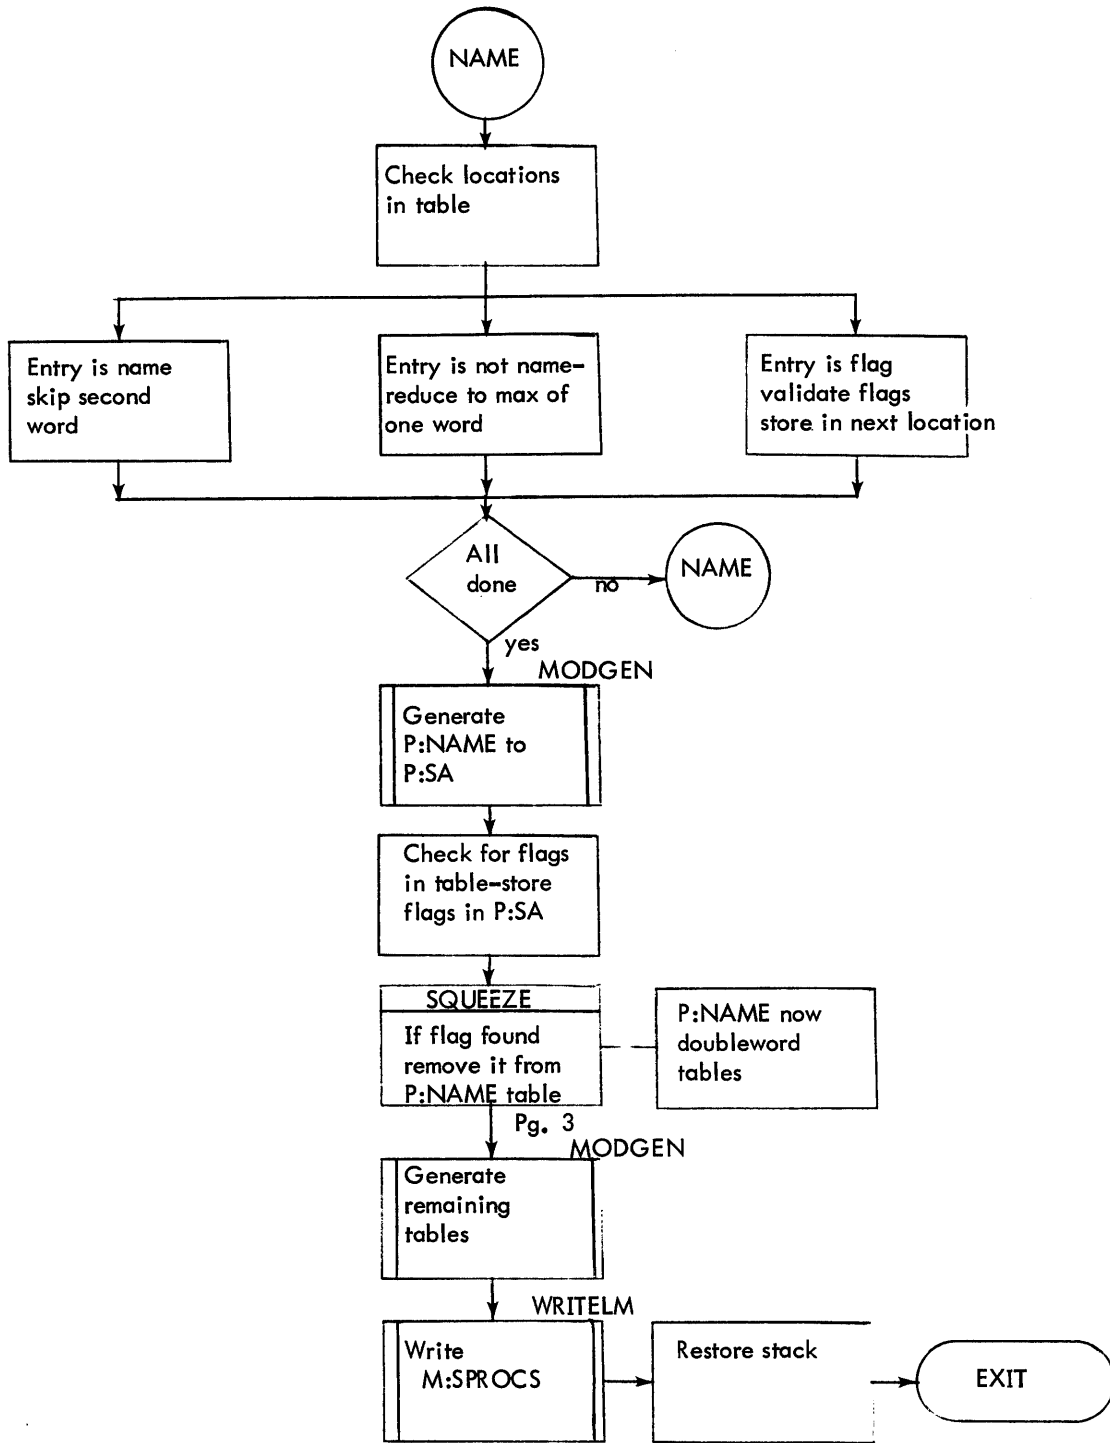 NAME
Check locations
in table
Entry is name
skip second
word
Entry is not name-
reduce to max of
one word
Entry is flag
validate flags
store in next location
All
done
no
NAME
yes
MODGEN
Generate
P:NAME to
P:SA
Check for flags
in table-store
flags in P:SA
SQUEEZE
If flag found
remove it from
P:NAME table
P:NAME now
doubleword
tables
Pg. 3
MODGEN
Generate
remaining
tables
WRITELM
Write
M:SPROCS
Restore stack
EXIT